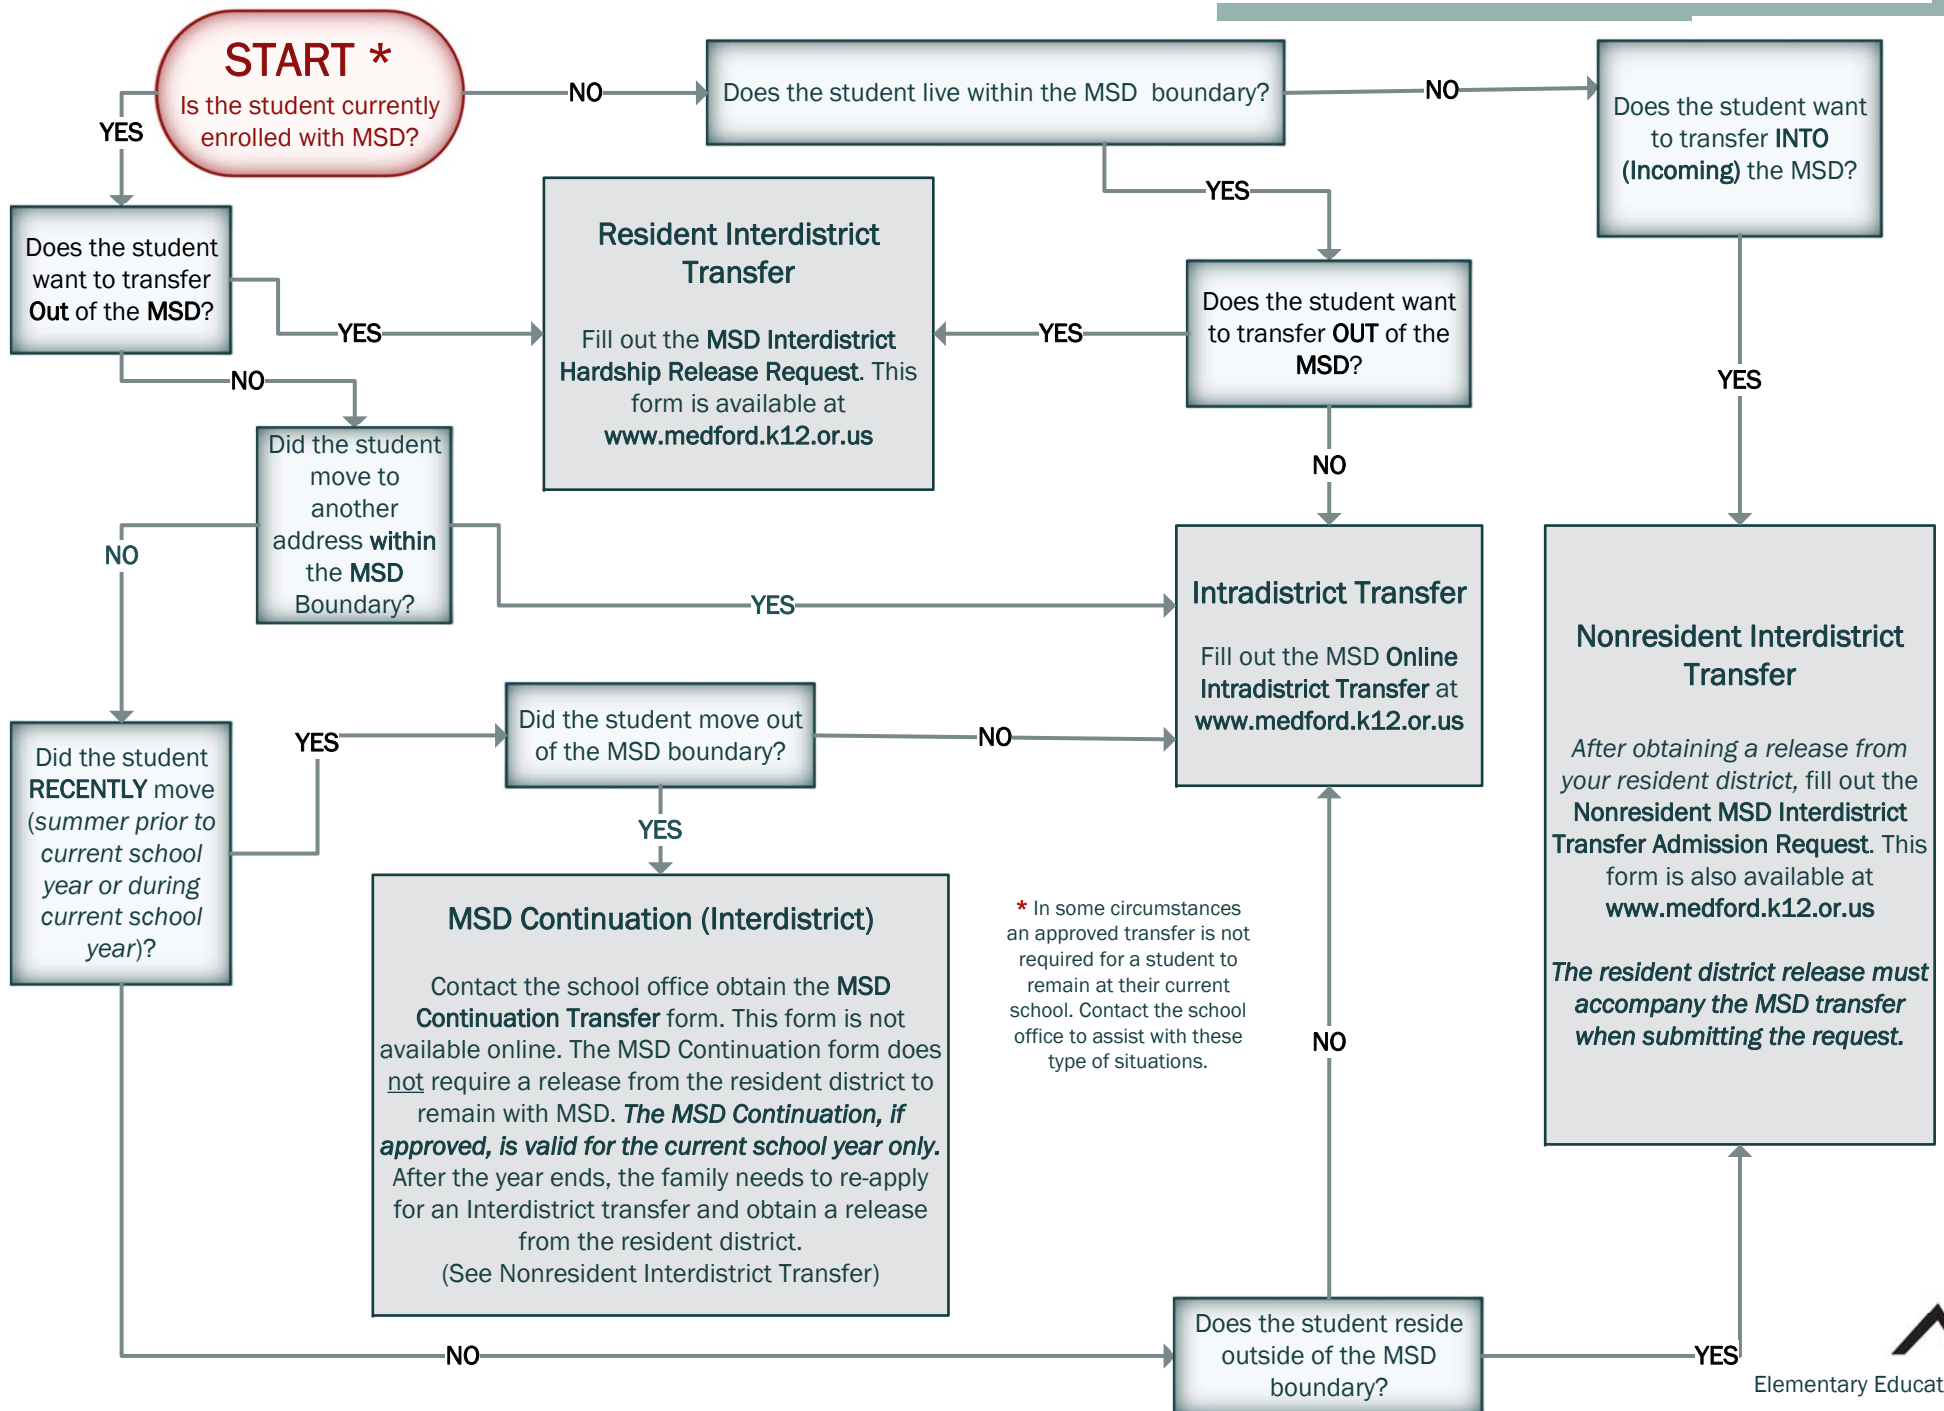 START *
Is the student currently
enrolled with MSD?
NO
Does the student live within the MSD boundary?
NO
Does the student want
to transfer INTO
(Incoming) the MSD?
YES
YES
YES
Does the student
want to transfer
Out of the MSD?
YES
NO
Resident Interdistrict
Transfer
Fill out the MSD Interdistrict
Hardship Release Request. This
form is available at
www.medford.k12.or.us
YES
Does the student want
to transfer OUT of the
MSD?
NO
Did the student
move to
another
address within
the MSD
Boundary?
NO
YES
Intradistrict Transfer
Fill out the MSD Online
Intradistrict Transfer at
www.medford.k12.or.us
Nonresident Interdistrict
Transfer
After obtaining a release from
your resident district, fill out the
Nonresident MSD Interdistrict
Transfer Admission Request. This
form is also available at
www.medford.k12.or.us
The resident district release must
accompany the MSD transfer
when submitting the request.
Did the student
RECENTLY move
(summer prior to
current school
year or during
current school
year)?
YES
Did the student move out
of the MSD boundary?
NO
YES
MSD Continuation (Interdistrict)
Contact the school office obtain the MSD
Continuation Transfer form. This form is not
available online. The MSD Continuation form does
not require a release from the resident district to
remain with MSD. The MSD Continuation, if
approved, is valid for the current school year only.
After the year ends, the family needs to re-apply
for an Interdistrict transfer and obtain a release
from the resident district.
(See Nonresident Interdistrict Transfer)
* In some circumstances
an approved transfer is not
required for a student to
remain at their current
school. Contact the school
office to assist with these
type of situations.
NO
NO
Does the student reside
outside of the MSD
boundary?
YES
Elementary Educat